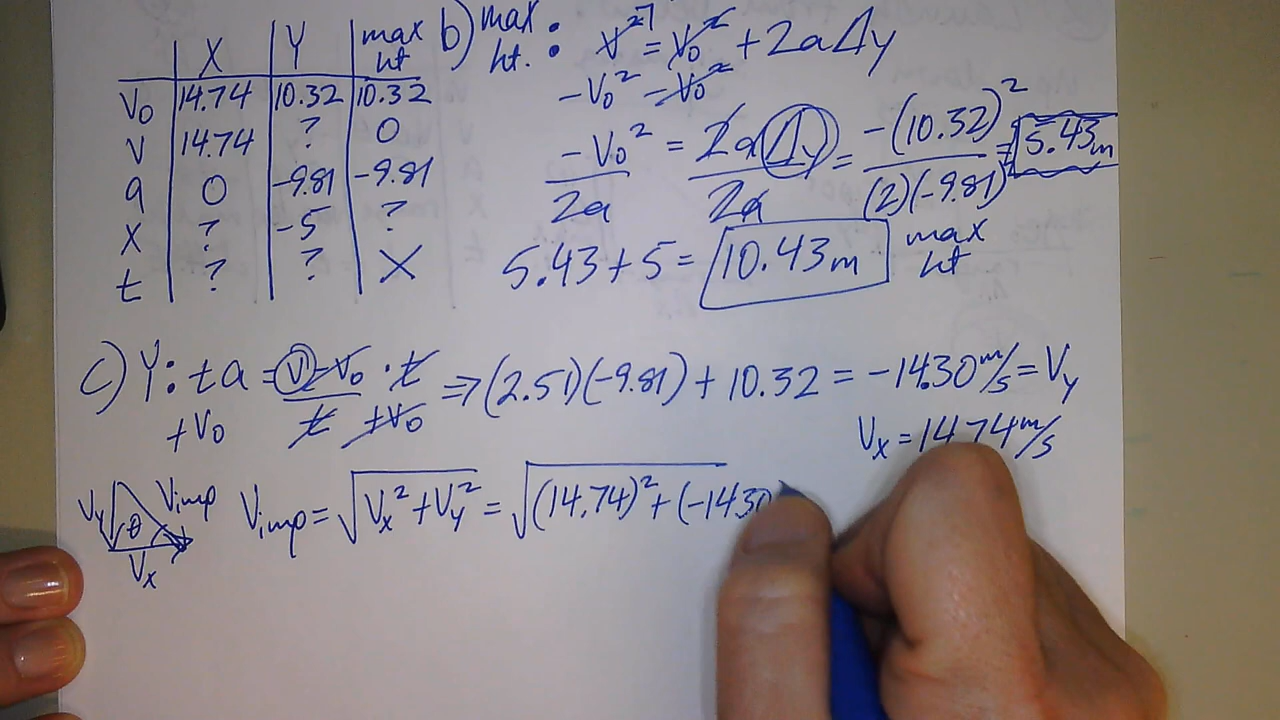 X Y max ht
V₀ 14.74 10.32 10.32
V 14.74 ? 0
a 0 -9.81 -9.81
X ? -5 ?
t ? ? X
b) max ht. : V² = V₀² + 2aΔy
-V₀² -V₀²
-V₀²/2a = 2aΔy/2a = -(10.32)²/(2)(-9.81) = 5.43m
5.43 + 5 = 10.43m max ht
c) Y: ta = V-V₀/t · t ⇒ (2.51)(-9.81) + 10.32 = -14.30 m/s = Vy
+V₀ +V₀
Vx = 14.74 m/s
Vy θ Vimp Vx
Vimp = √Vx² + Vy² = √(14.74)² + (-14.30